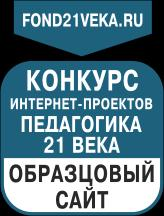 FOND21VEKA.RU
КОНКУРС
ИНТЕРНЕТ-ПРОЕКТОВ
ПЕДАГОГИКА
21 ВЕКА
ОБРАЗЦОВЫЙ
САЙТ